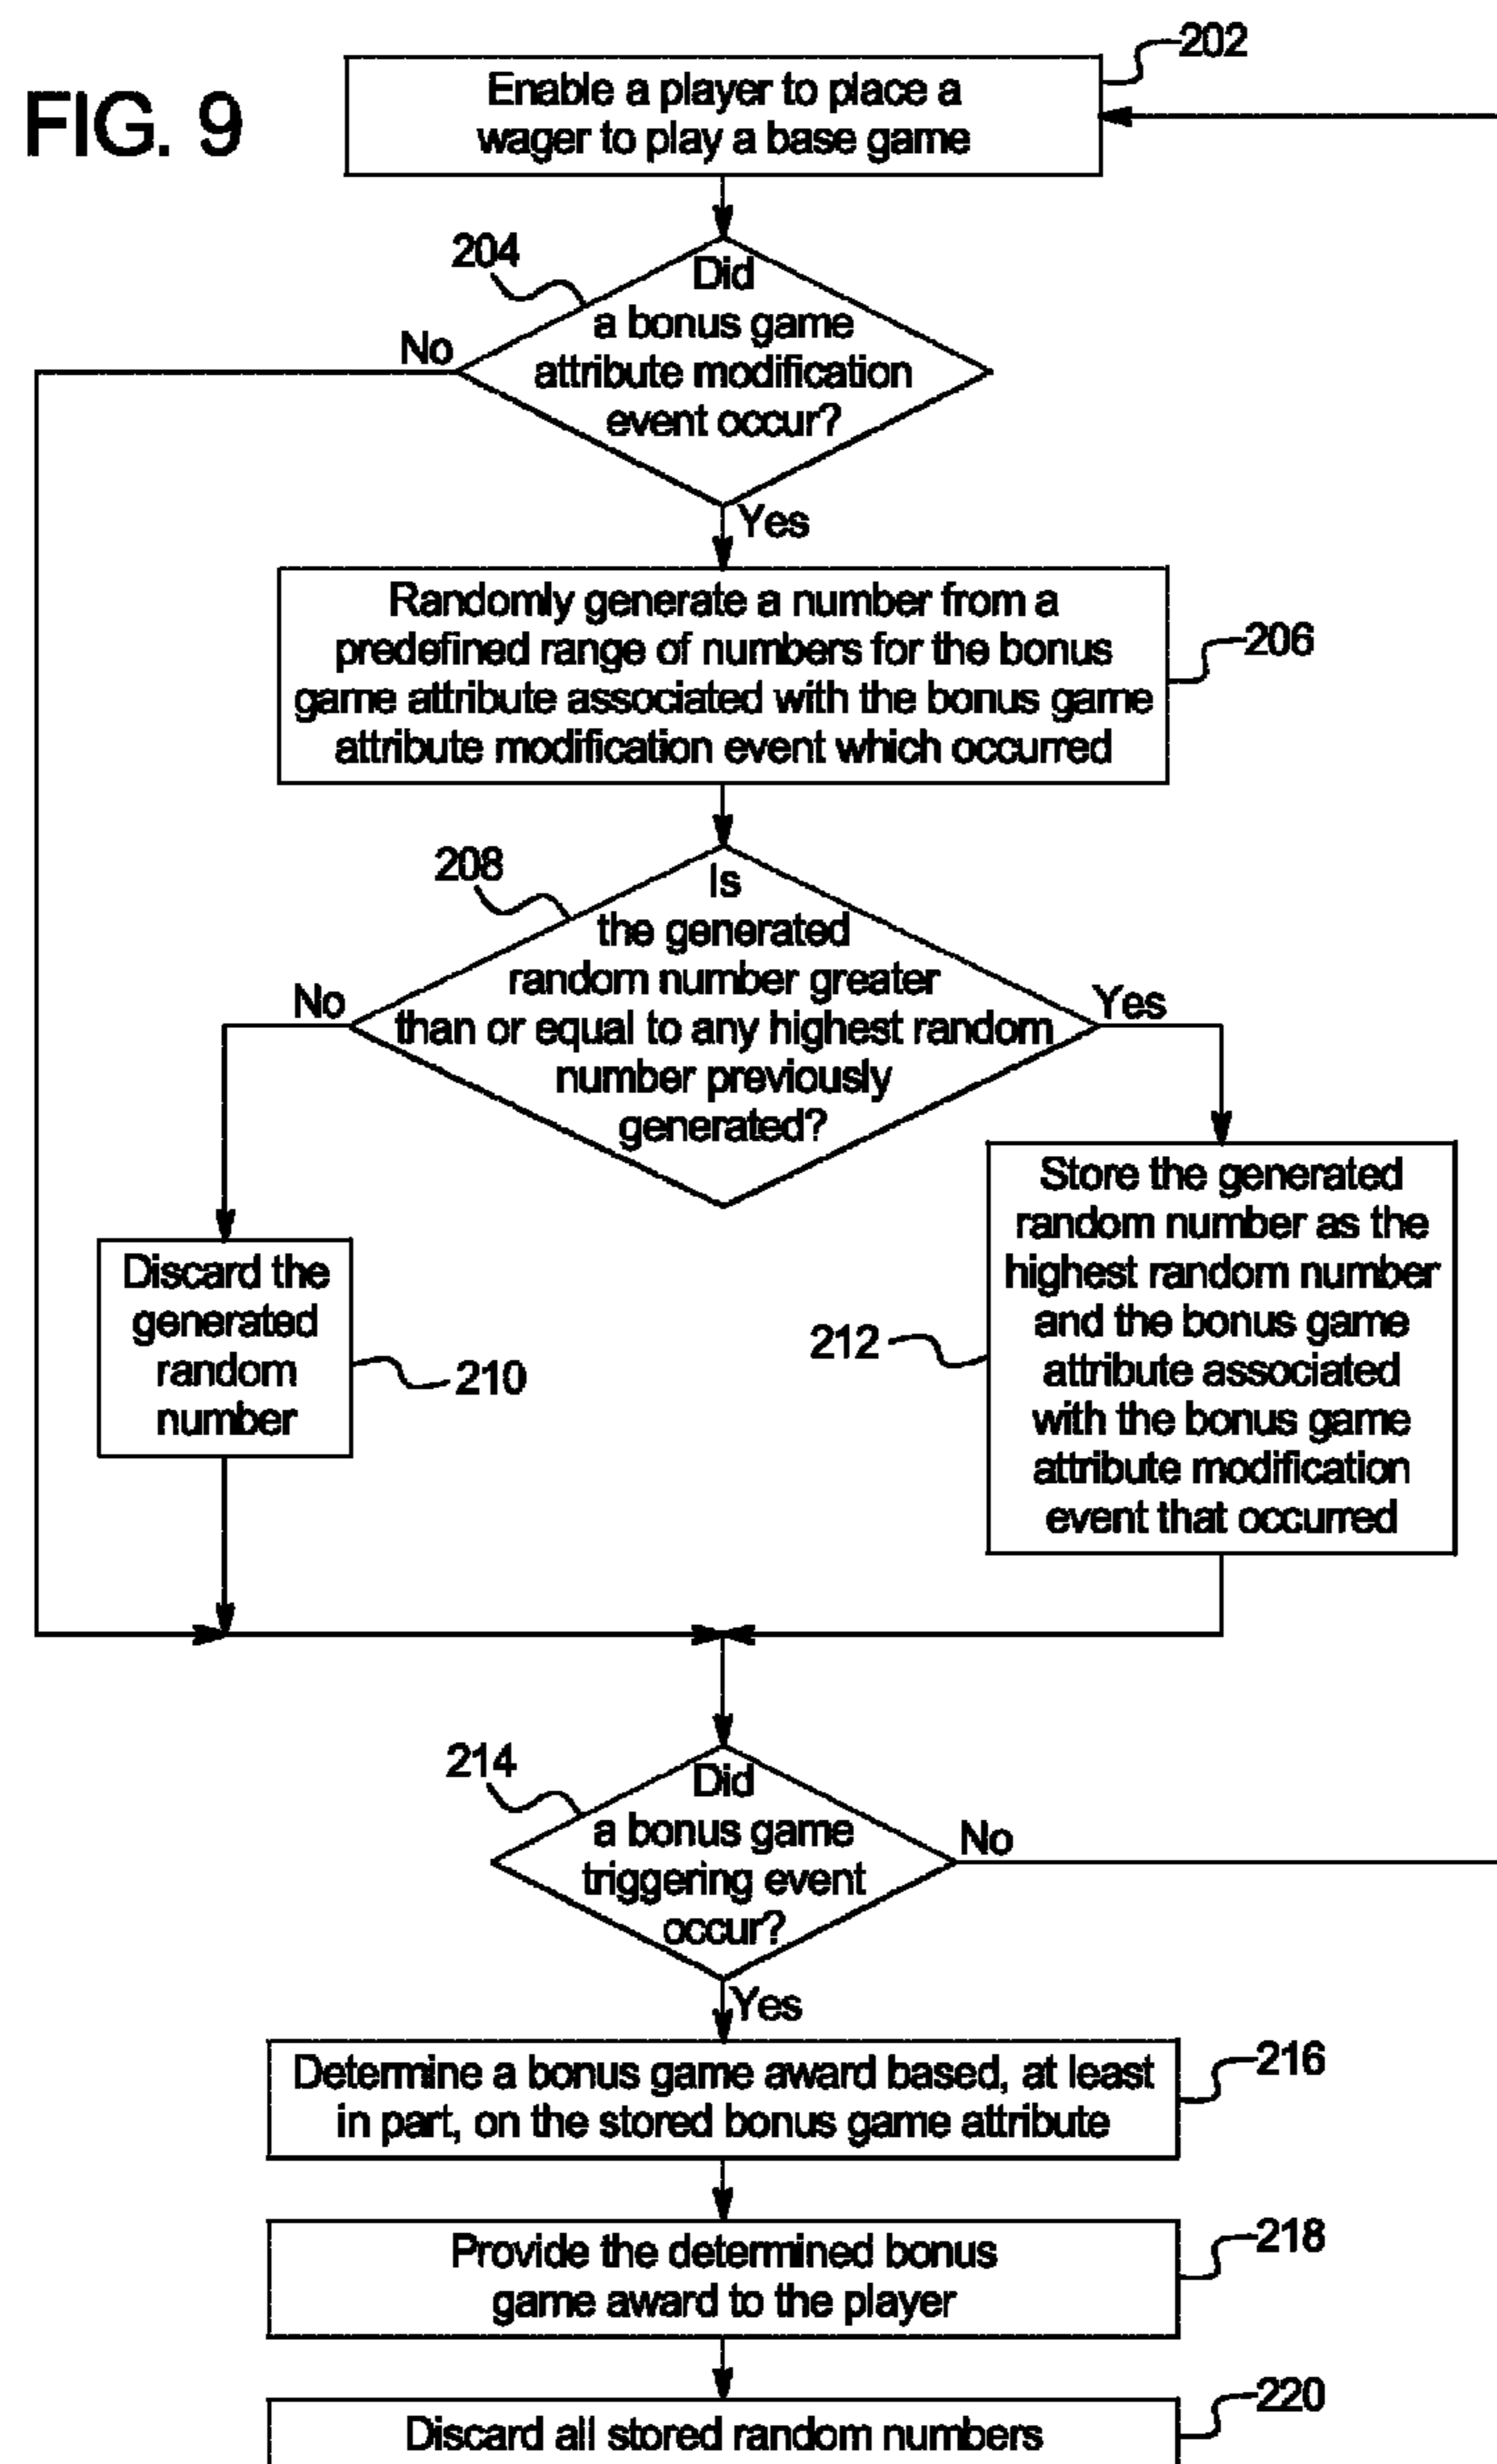 FIG. 9
202
Enable a player to place a
wager to play a base game
204
Did
a bonus game
attribute modification
event occur?
No
Yes
Randomly generate a number from a
predefined range of numbers for the bonus
game attribute associated with the bonus game
attribute modification event which occurred
206
208
Is
the generated
random number greater
than or equal to any highest random
number previously
generated?
No
Yes
Discard the
generated
random
number
210
Store the generated
random number as the
highest random number
and the bonus game
attribute associated
with the bonus game
attribute modification
event that occurred
212
214
Did
a bonus game
triggering event
occur?
No
Yes
Determine a bonus game award based, at least
in part, on the stored bonus game attribute
216
Provide the determined bonus
game award to the player
218
Discard all stored random numbers
220